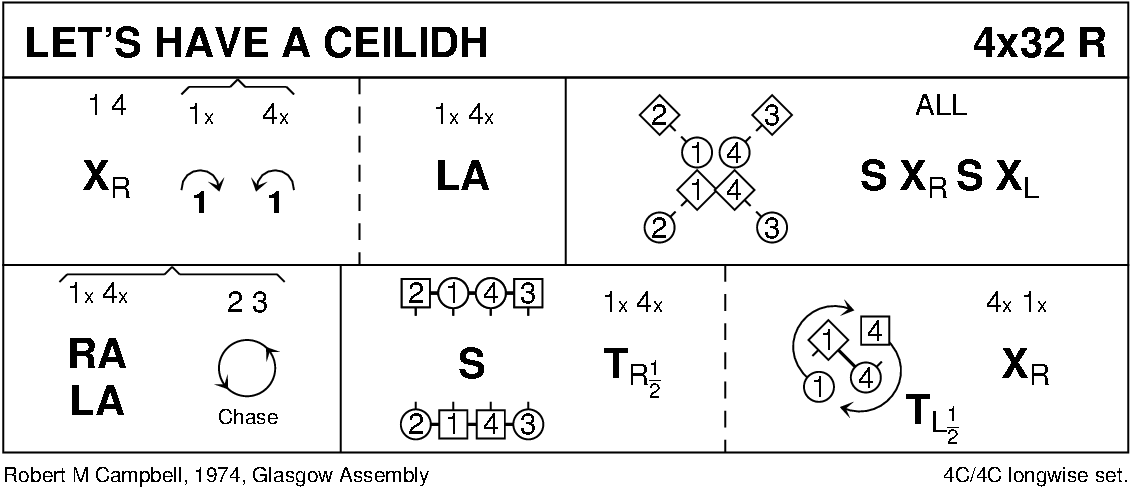 LET'S HAVE A CEILIDH 4x32 R
1 4 1x 4x
XR 1 1
1x 4x
LA
2 3
1 4
1 4
2 3
ALL
S XR S XL
1x 4x 2 3
RA
LA
Chase
2 1 4 3
S
2 1 4 3
1x 4x
TR½
1 4
1 4
TL½
4x 1x
XR
Robert M Campbell, 1974, Glasgow Assembly 4C/4C longwise set.